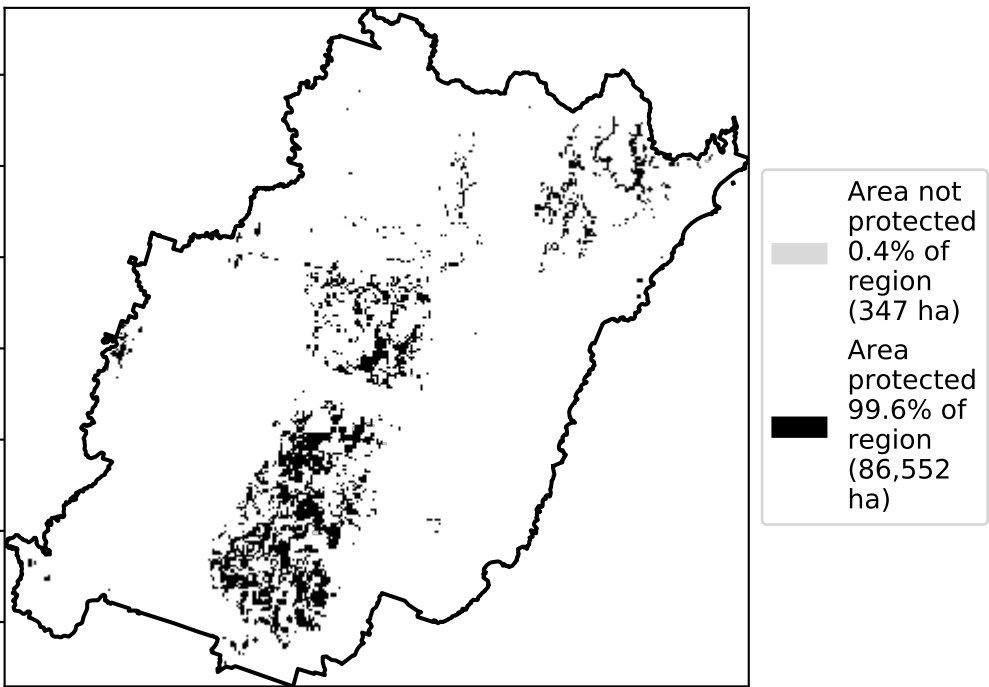 Area not
protected
0.4% of
region
(347 ha)
Area
protected
99.6% of
region
(86,552
ha)